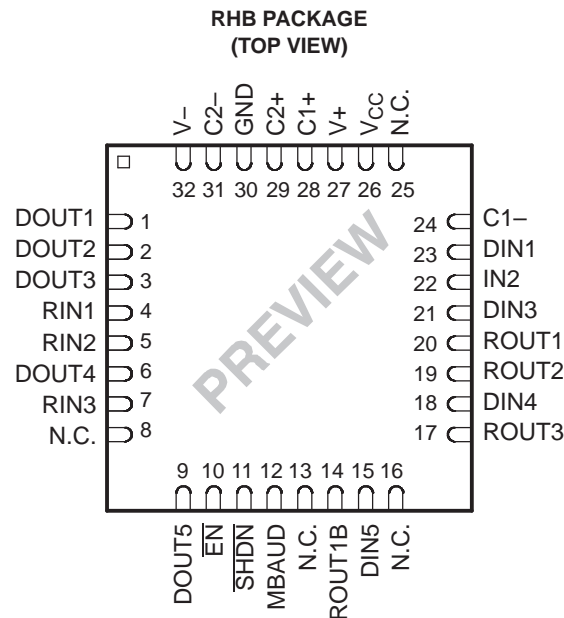 RHB PACKAGE
(TOP VIEW)
V– C2– GND C2+ C1+ V+ VCC N.C.
32 31 30 29 28 27 26 25
DOUT1 1 24 C1–
DOUT2 2 23 DIN1
DOUT3 3 22 IN2
RIN1 4 21 DIN3
RIN2 5 20 ROUT1
DOUT4 6 19 ROUT2
RIN3 7 18 DIN4
N.C. 8 17 ROUT3
PREVIEW
9 10 11 12 13 14 15 16
DOUT5 EN SHDN MBAUD N.C. ROUT1B DIN5 N.C.